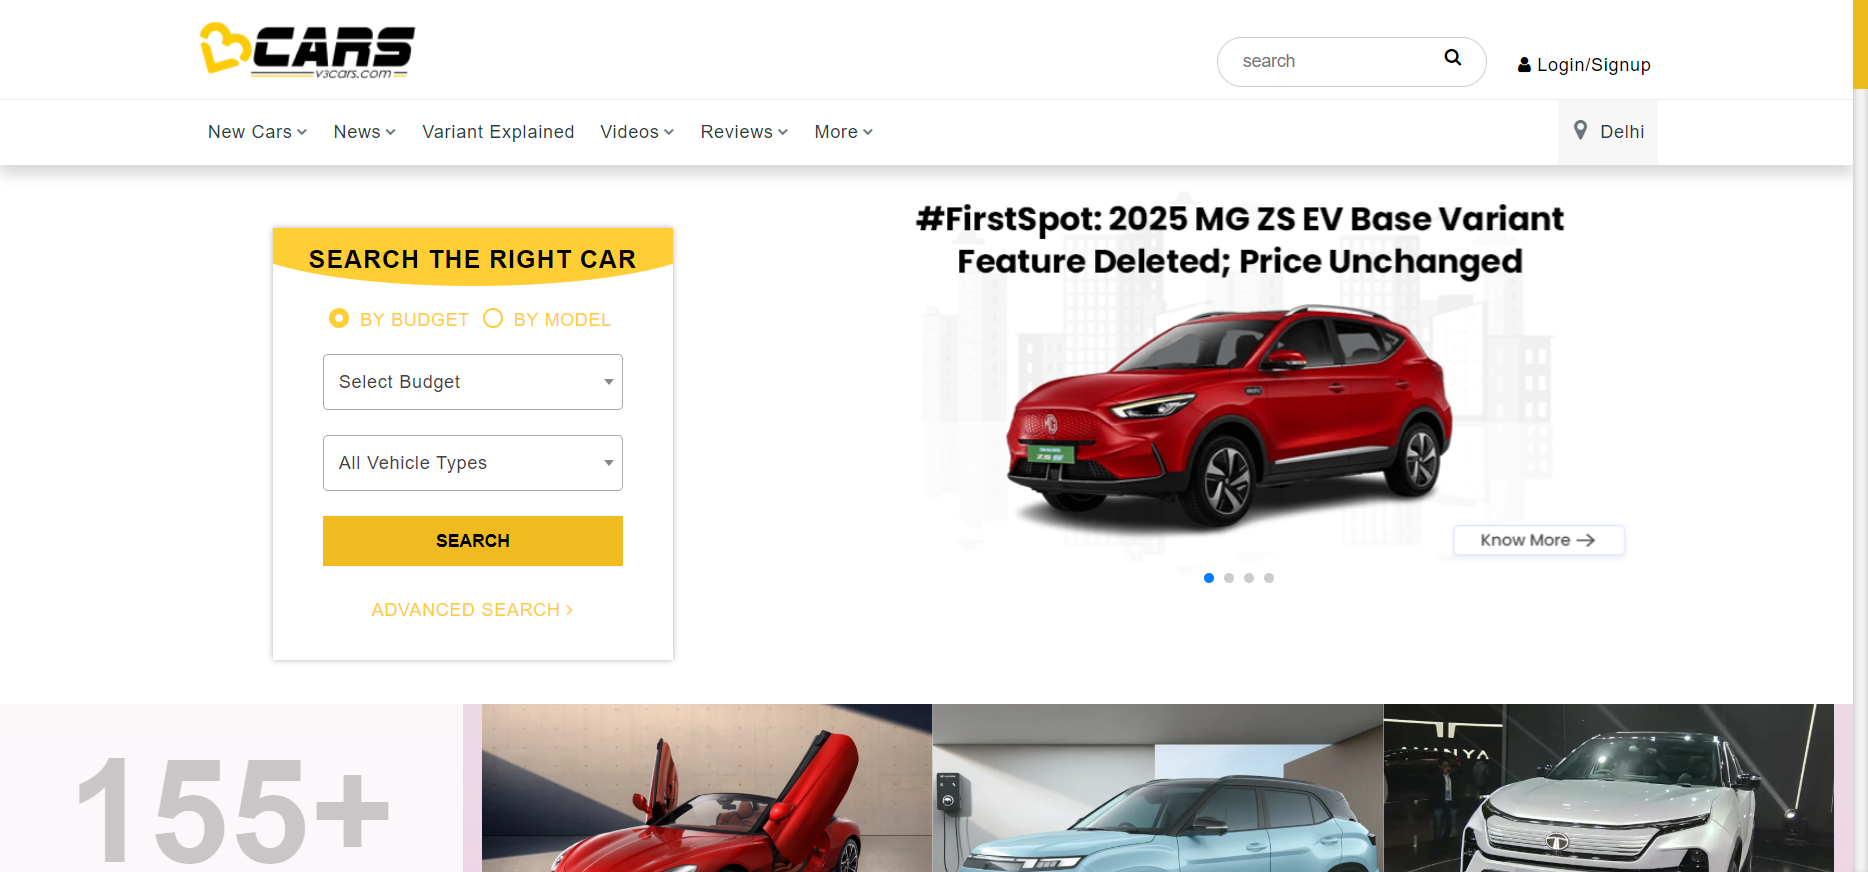 CARS
v3cars.com
search
Login/Signup
New Cars
News
Variant Explained
Videos
Reviews
More
Delhi
#FirstSpot: 2025 MG ZS EV Base Variant
Feature Deleted; Price Unchanged
SEARCH THE RIGHT CAR
BY BUDGET
BY MODEL
Select Budget
All Vehicle Types
SEARCH
ADVANCED SEARCH
ZS EV
Know More
155+